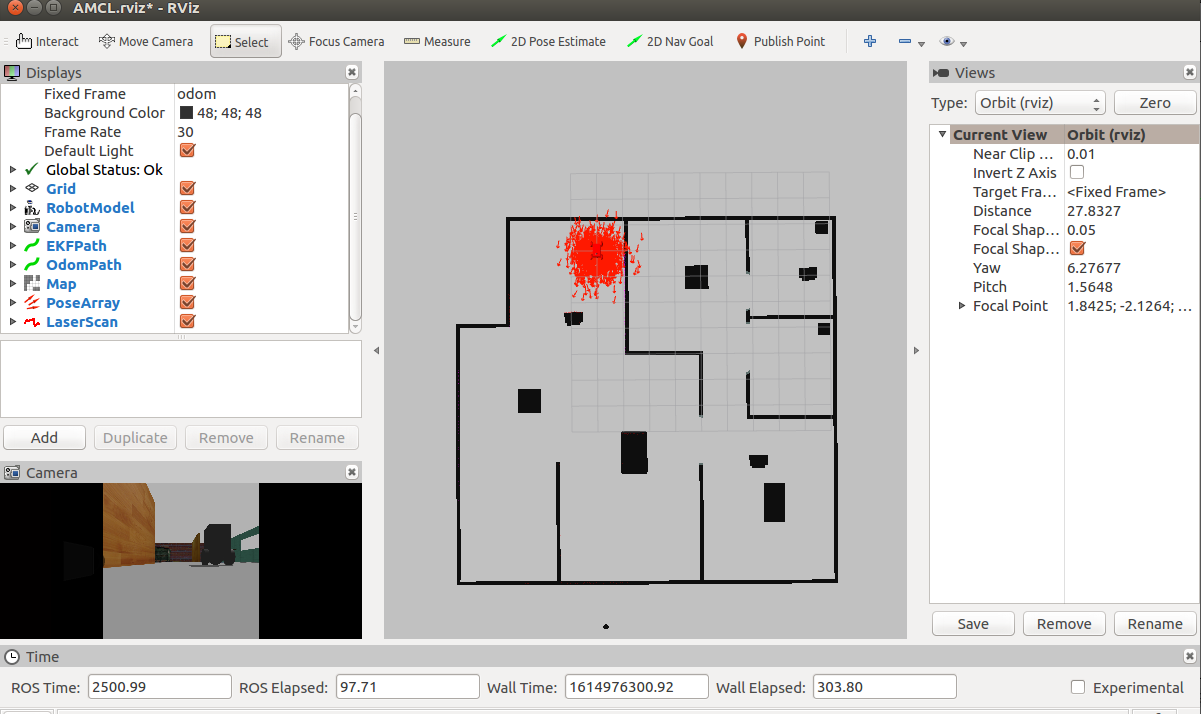 AMCL.rviz* - RViz
Interact Move Camera Select Focus Camera Measure 2D Pose Estimate 2D Nav Goal Publish Point
Displays
Fixed Frame odom
Background Color 48; 48; 48
Frame Rate 30
Default Light
Global Status: Ok
Grid
RobotModel
Camera
EKFPath
OdomPath
Map
PoseArray
LaserScan
Add Duplicate Remove Rename
Camera
Views
Type: Orbit (rviz) Zero
Current View Orbit (rviz)
Near Clip ... 0.01
Invert Z Axis
Target Fra... <Fixed Frame>
Distance 27.8327
Focal Shap... 0.05
Focal Shap...
Yaw 6.27677
Pitch 1.5648
Focal Point 1.8425; -2.1264; ...
Save Remove Rename
Time
ROS Time: 2500.99 ROS Elapsed: 97.71 Wall Time: 1614976300.92 Wall Elapsed: 303.80 Experimental